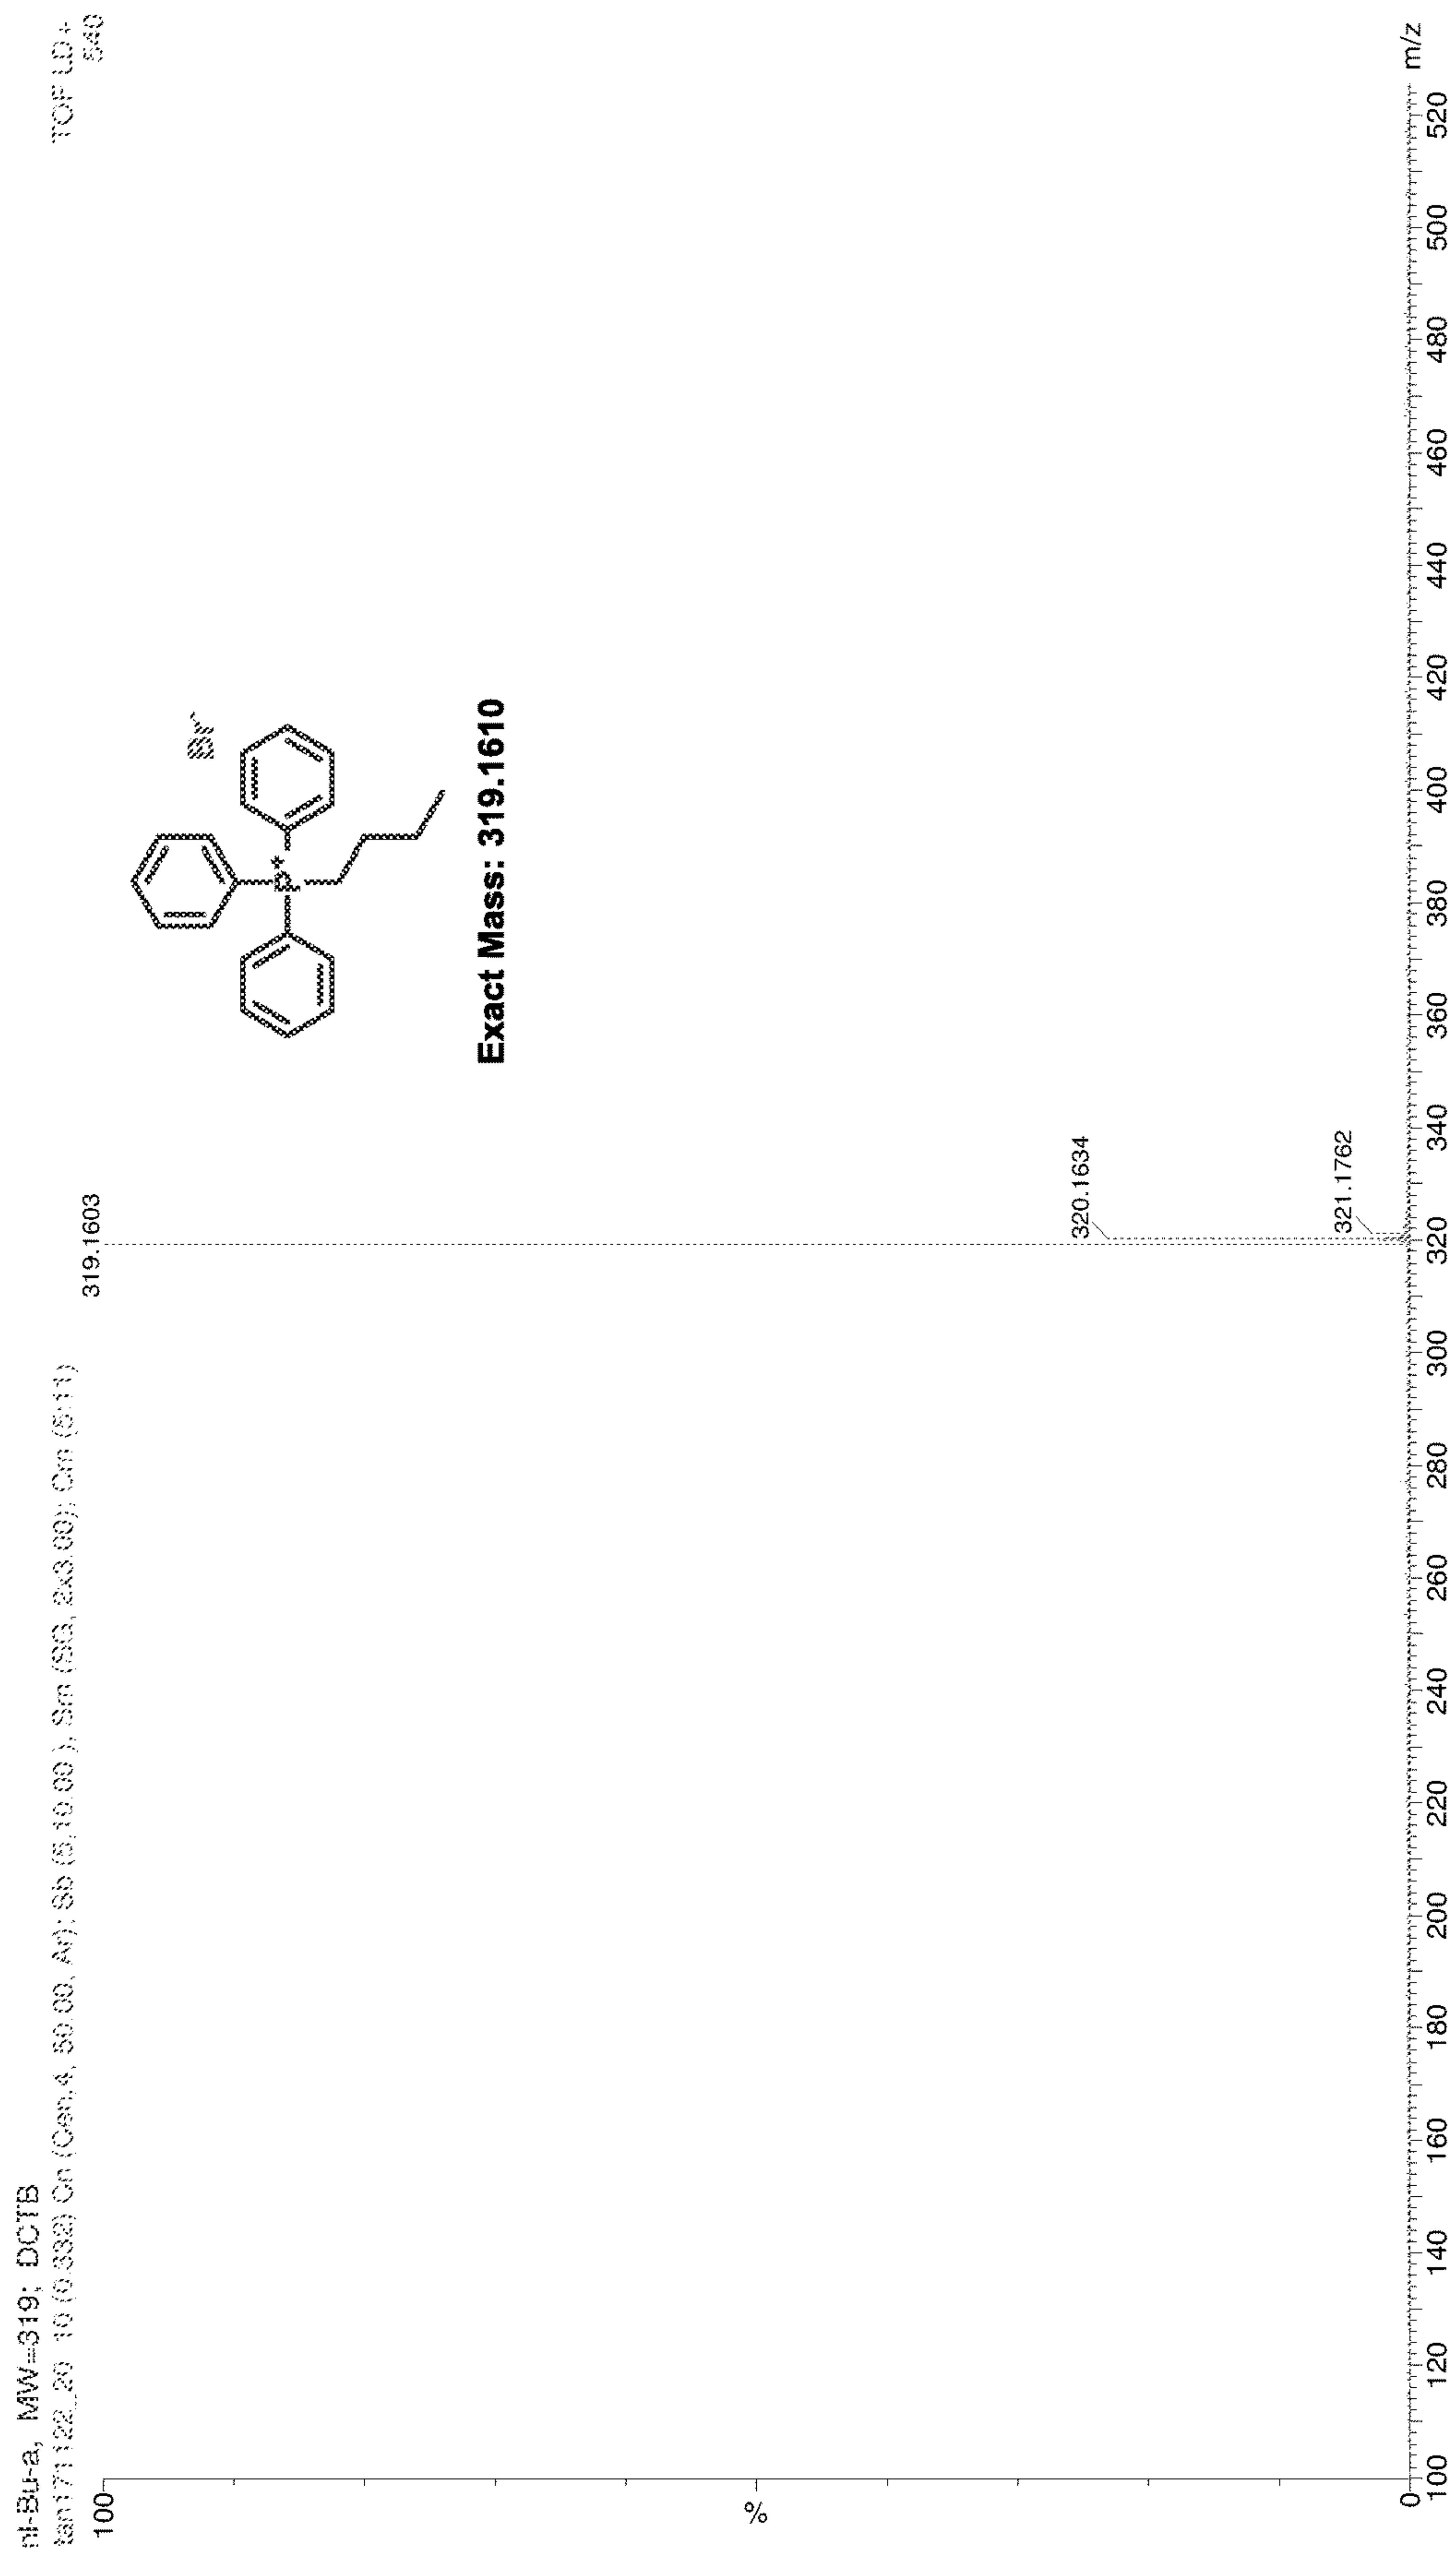 nl-Bu-a, MW=319; DCTB
tan171122_20 10 (0.332) Cn (Cen,4, 50.00, Ar); Sb (5,10.00 ); Sm (SG, 2x3.00); Cm (5:11)
TOF LD+
540
100
319.1603
Br-
P+
Exact Mass: 319.1610
%
320.1634
321.1762
0
100 120 140 160 180 200 220 240 260 280 300 320 340 360 380 400 420 440 460 480 500 520 m/z